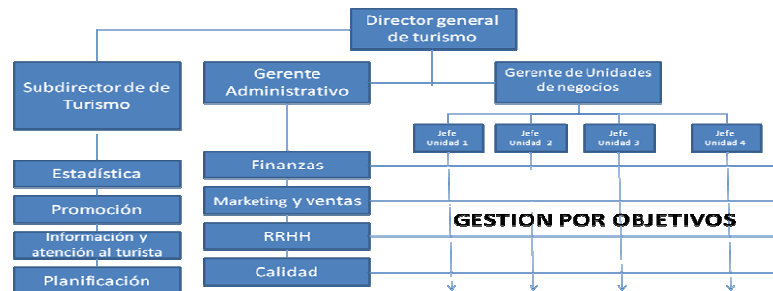 Director general
de turismo
Subdirector de de
Turismo
Gerente
Administrativo
Gerente de Unidades
de negocios
Jefe
Unidad 1
Jefe
Unidad 2
Jefe
Unidad 3
Jefe
Unidad 4
Estadística
Promoción
Información y
atención al turista
Planificación
Finanzas
Marketing y ventas
RRHH
Calidad
GESTION POR OBJETIVOS